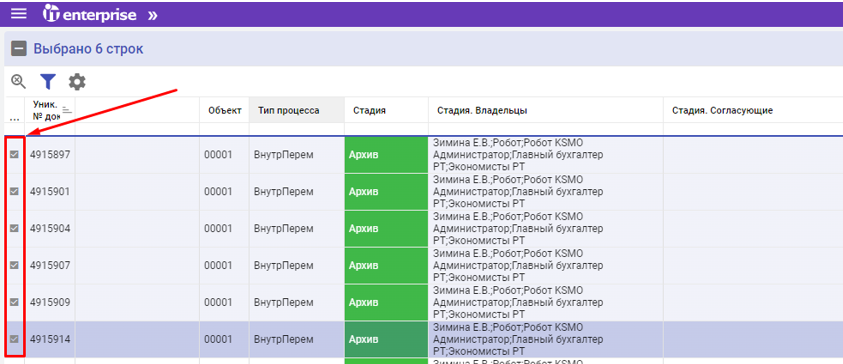 iT enterprise »
Выбрано 6 строк
Уник.
№ док
...
Объект
Тип процесса
Стадия
Стадия. Владельцы
Стадия. Согласующие
4915897 00001 ВнутрПерем Архив Зимина Е.В.;Робот;Робот KSMO
Администратор;Главный бухгалтер
РТ;Экономисты РТ
4915901 00001 ВнутрПерем Архив Зимина Е.В.;Робот;Робот KSMO
Администратор;Главный бухгалтер
РТ;Экономисты РТ
4915904 00001 ВнутрПерем Архив Зимина Е.В.;Робот;Робот KSMO
Администратор;Главный бухгалтер
РТ;Экономисты РТ
4915907 00001 ВнутрПерем Архив Зимина Е.В.;Робот;Робот KSMO
Администратор;Главный бухгалтер
РТ;Экономисты РТ
4915909 00001 ВнутрПерем Архив Зимина Е.В.;Робот;Робот KSMO
Администратор;Главный бухгалтер
РТ;Экономисты РТ
4915914 00001 ВнутрПерем Архив Зимина Е.В.;Робот;Робот KSMO
Администратор;Главный бухгалтер
РТ;Экономисты РТ